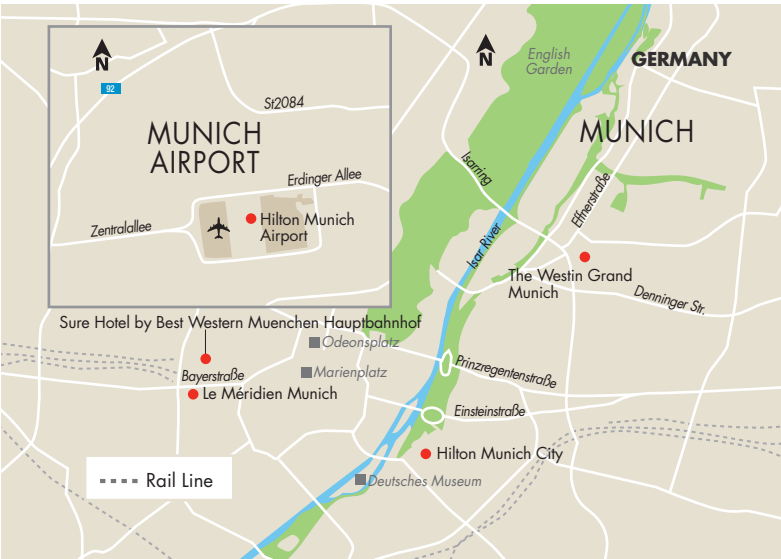 N
92
St2084
MUNICH
AIRPORT
Erdinger Allee
Zentralallee
Hilton Munich
Airport
N
English
Garden
GERMANY
MUNICH
Isarring
Effnerstraße
Isar River
The Westin Grand
Munich
Denninger Str.
Sure Hotel by Best Western Muenchen Hauptbahnhof
Odeonsplatz
Prinzregentenstraße
Bayerstraße
Marienplatz
Le Méridien Munich
Einsteinstraße
Hilton Munich City
Rail Line
Deutsches Museum